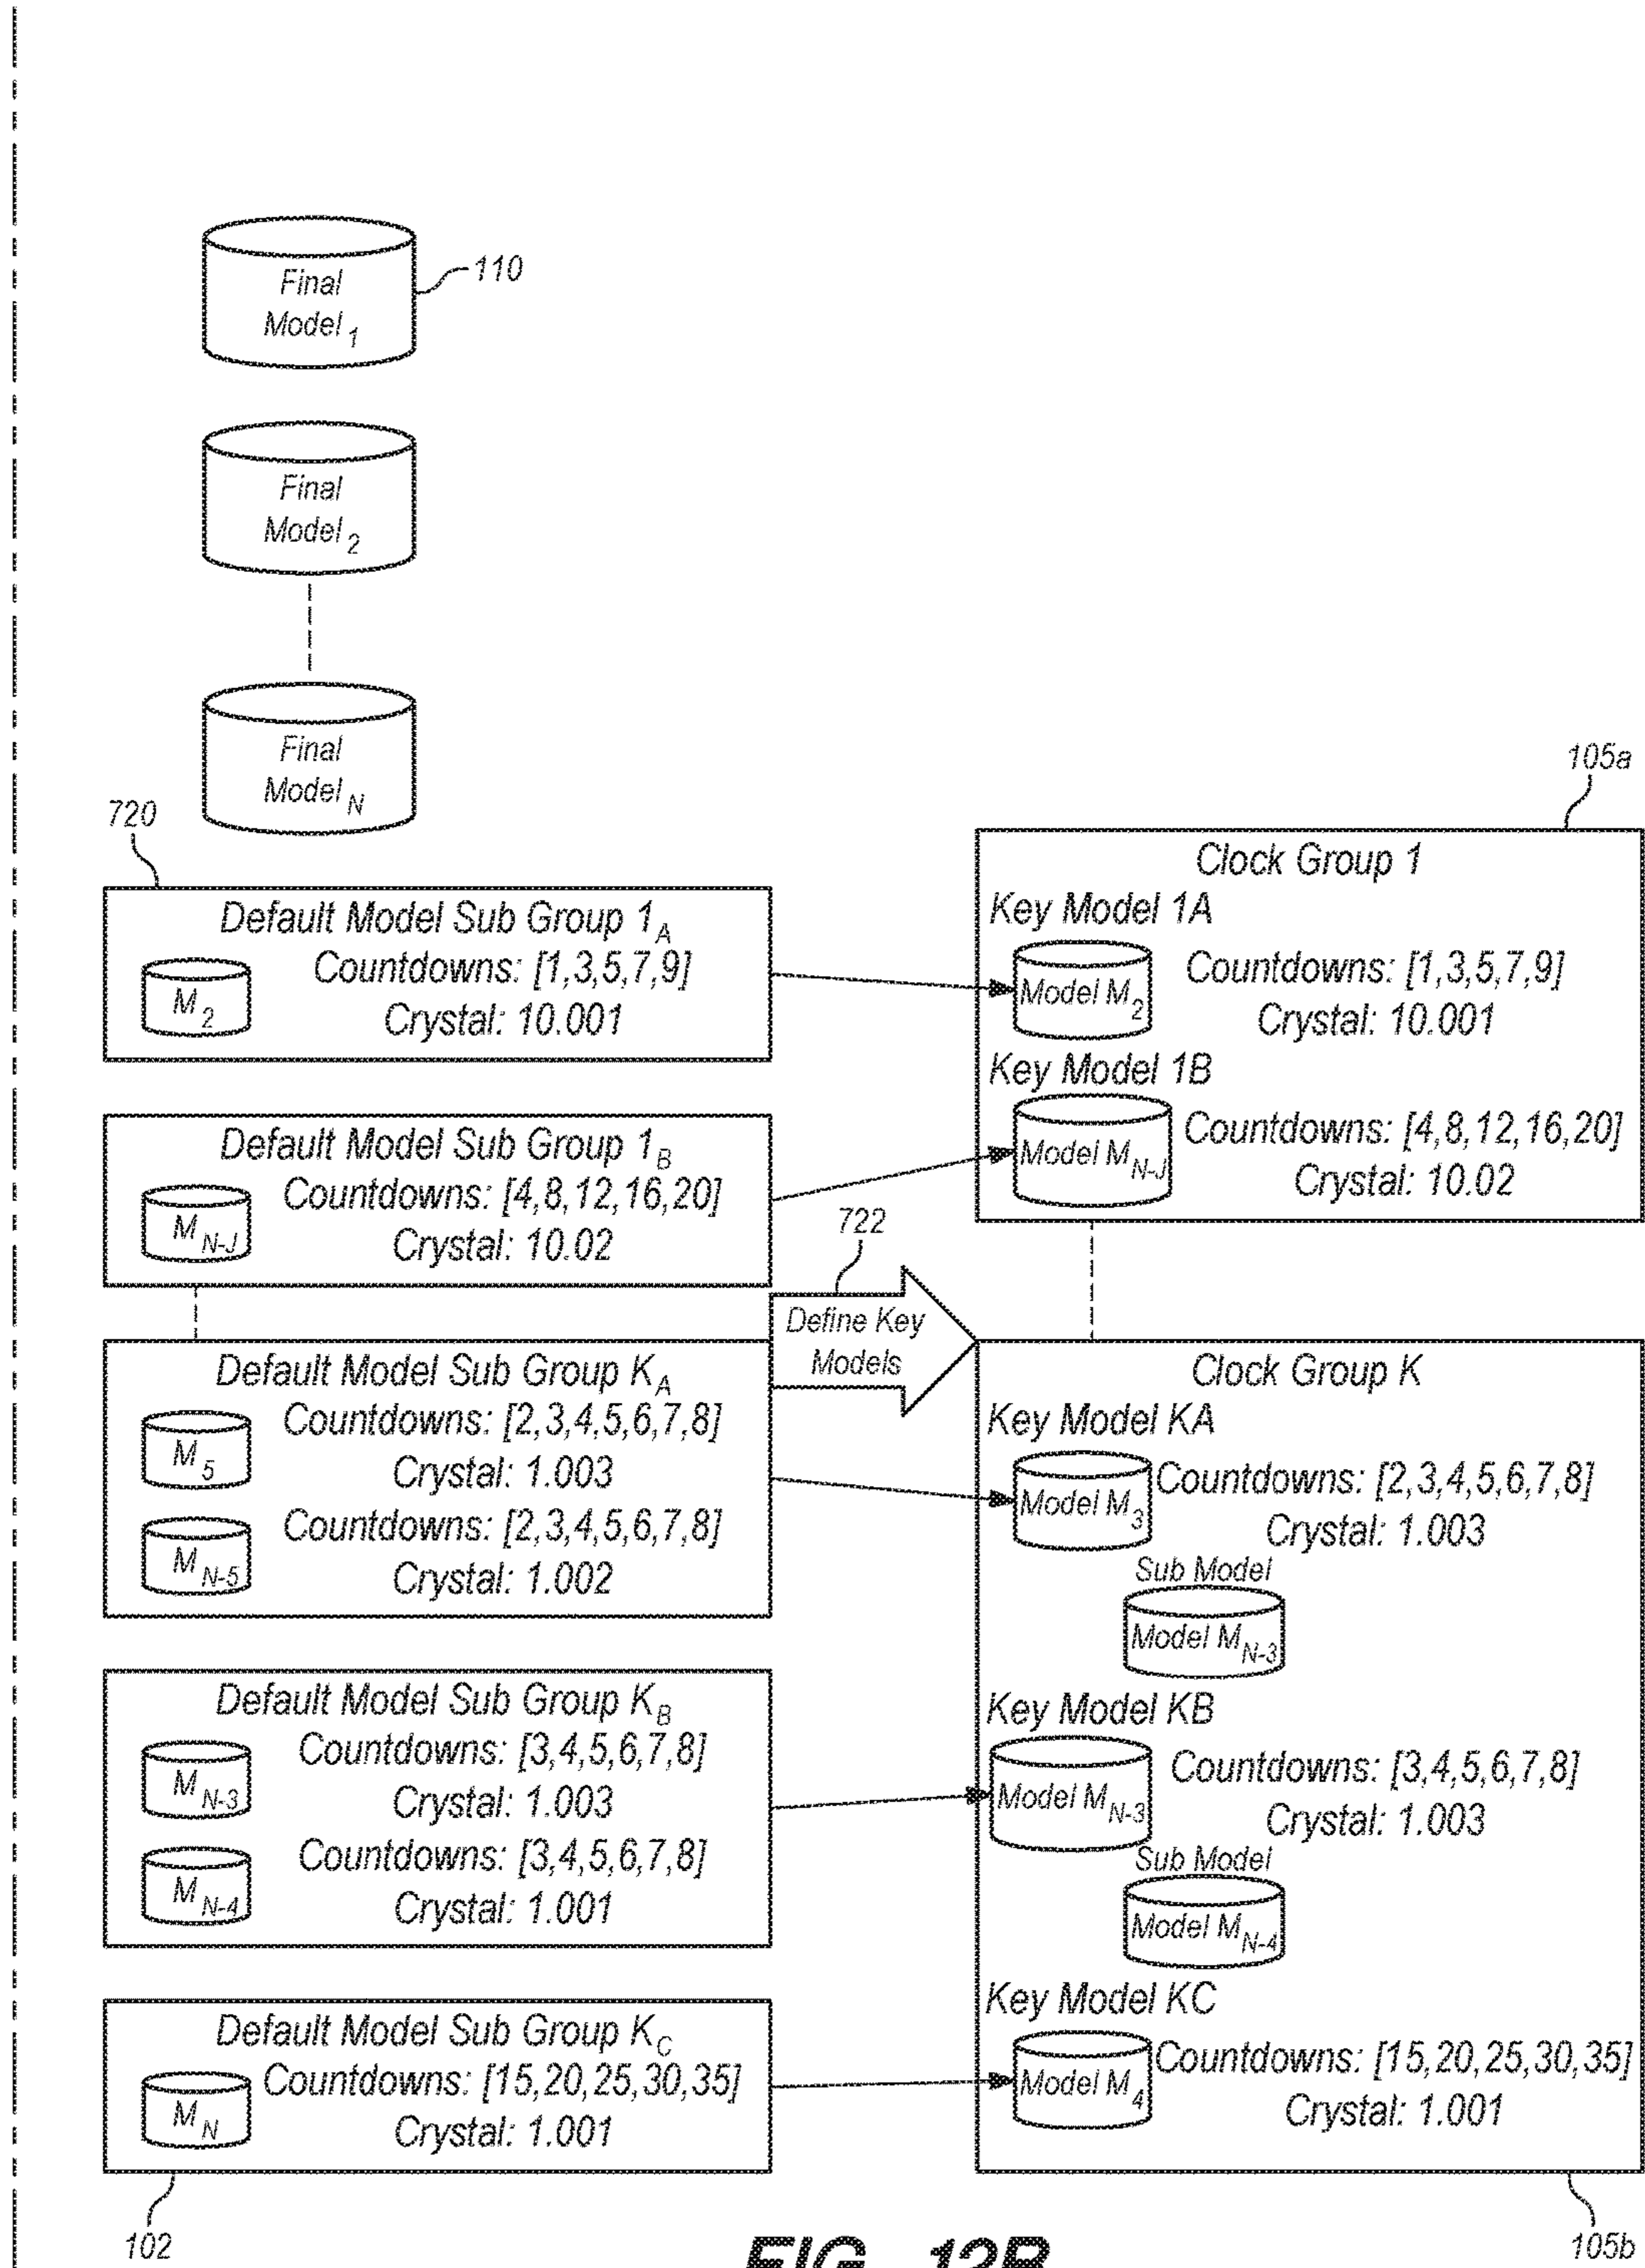 Final
Model 1
110
Final
Model 2
Final
Model N
720
Default Model Sub Group 1A
M2
Countdowns: [1,3,5,7,9]
Crystal: 10.001
Default Model Sub Group 1B
MN-J
Countdowns: [4,8,12,16,20]
Crystal: 10.02
Default Model Sub Group KA
M5
Countdowns: [2,3,4,5,6,7,8]
Crystal: 1.003
MN-5
Countdowns: [2,3,4,5,6,7,8]
Crystal: 1.002
Default Model Sub Group KB
MN-3
Countdowns: [3,4,5,6,7,8]
Crystal: 1.003
MN-4
Countdowns: [3,4,5,6,7,8]
Crystal: 1.001
Default Model Sub Group KC
MN
Countdowns: [15,20,25,30,35]
Crystal: 1.001
102
722
Define Key
Models
105a
Clock Group 1
Key Model 1A
Model M2
Countdowns: [1,3,5,7,9]
Crystal: 10.001
Key Model 1B
Model MN-J
Countdowns: [4,8,12,16,20]
Crystal: 10.02
Clock Group K
Key Model KA
Model M3
Countdowns: [2,3,4,5,6,7,8]
Crystal: 1.003
Sub Model
Model MN-3
Key Model KB
Model MN-3
Countdowns: [3,4,5,6,7,8]
Crystal: 1.003
Sub Model
Model MN-4
Key Model KC
Model M4
Countdowns: [15,20,25,30,35]
Crystal: 1.001
105b
FIG. 12B